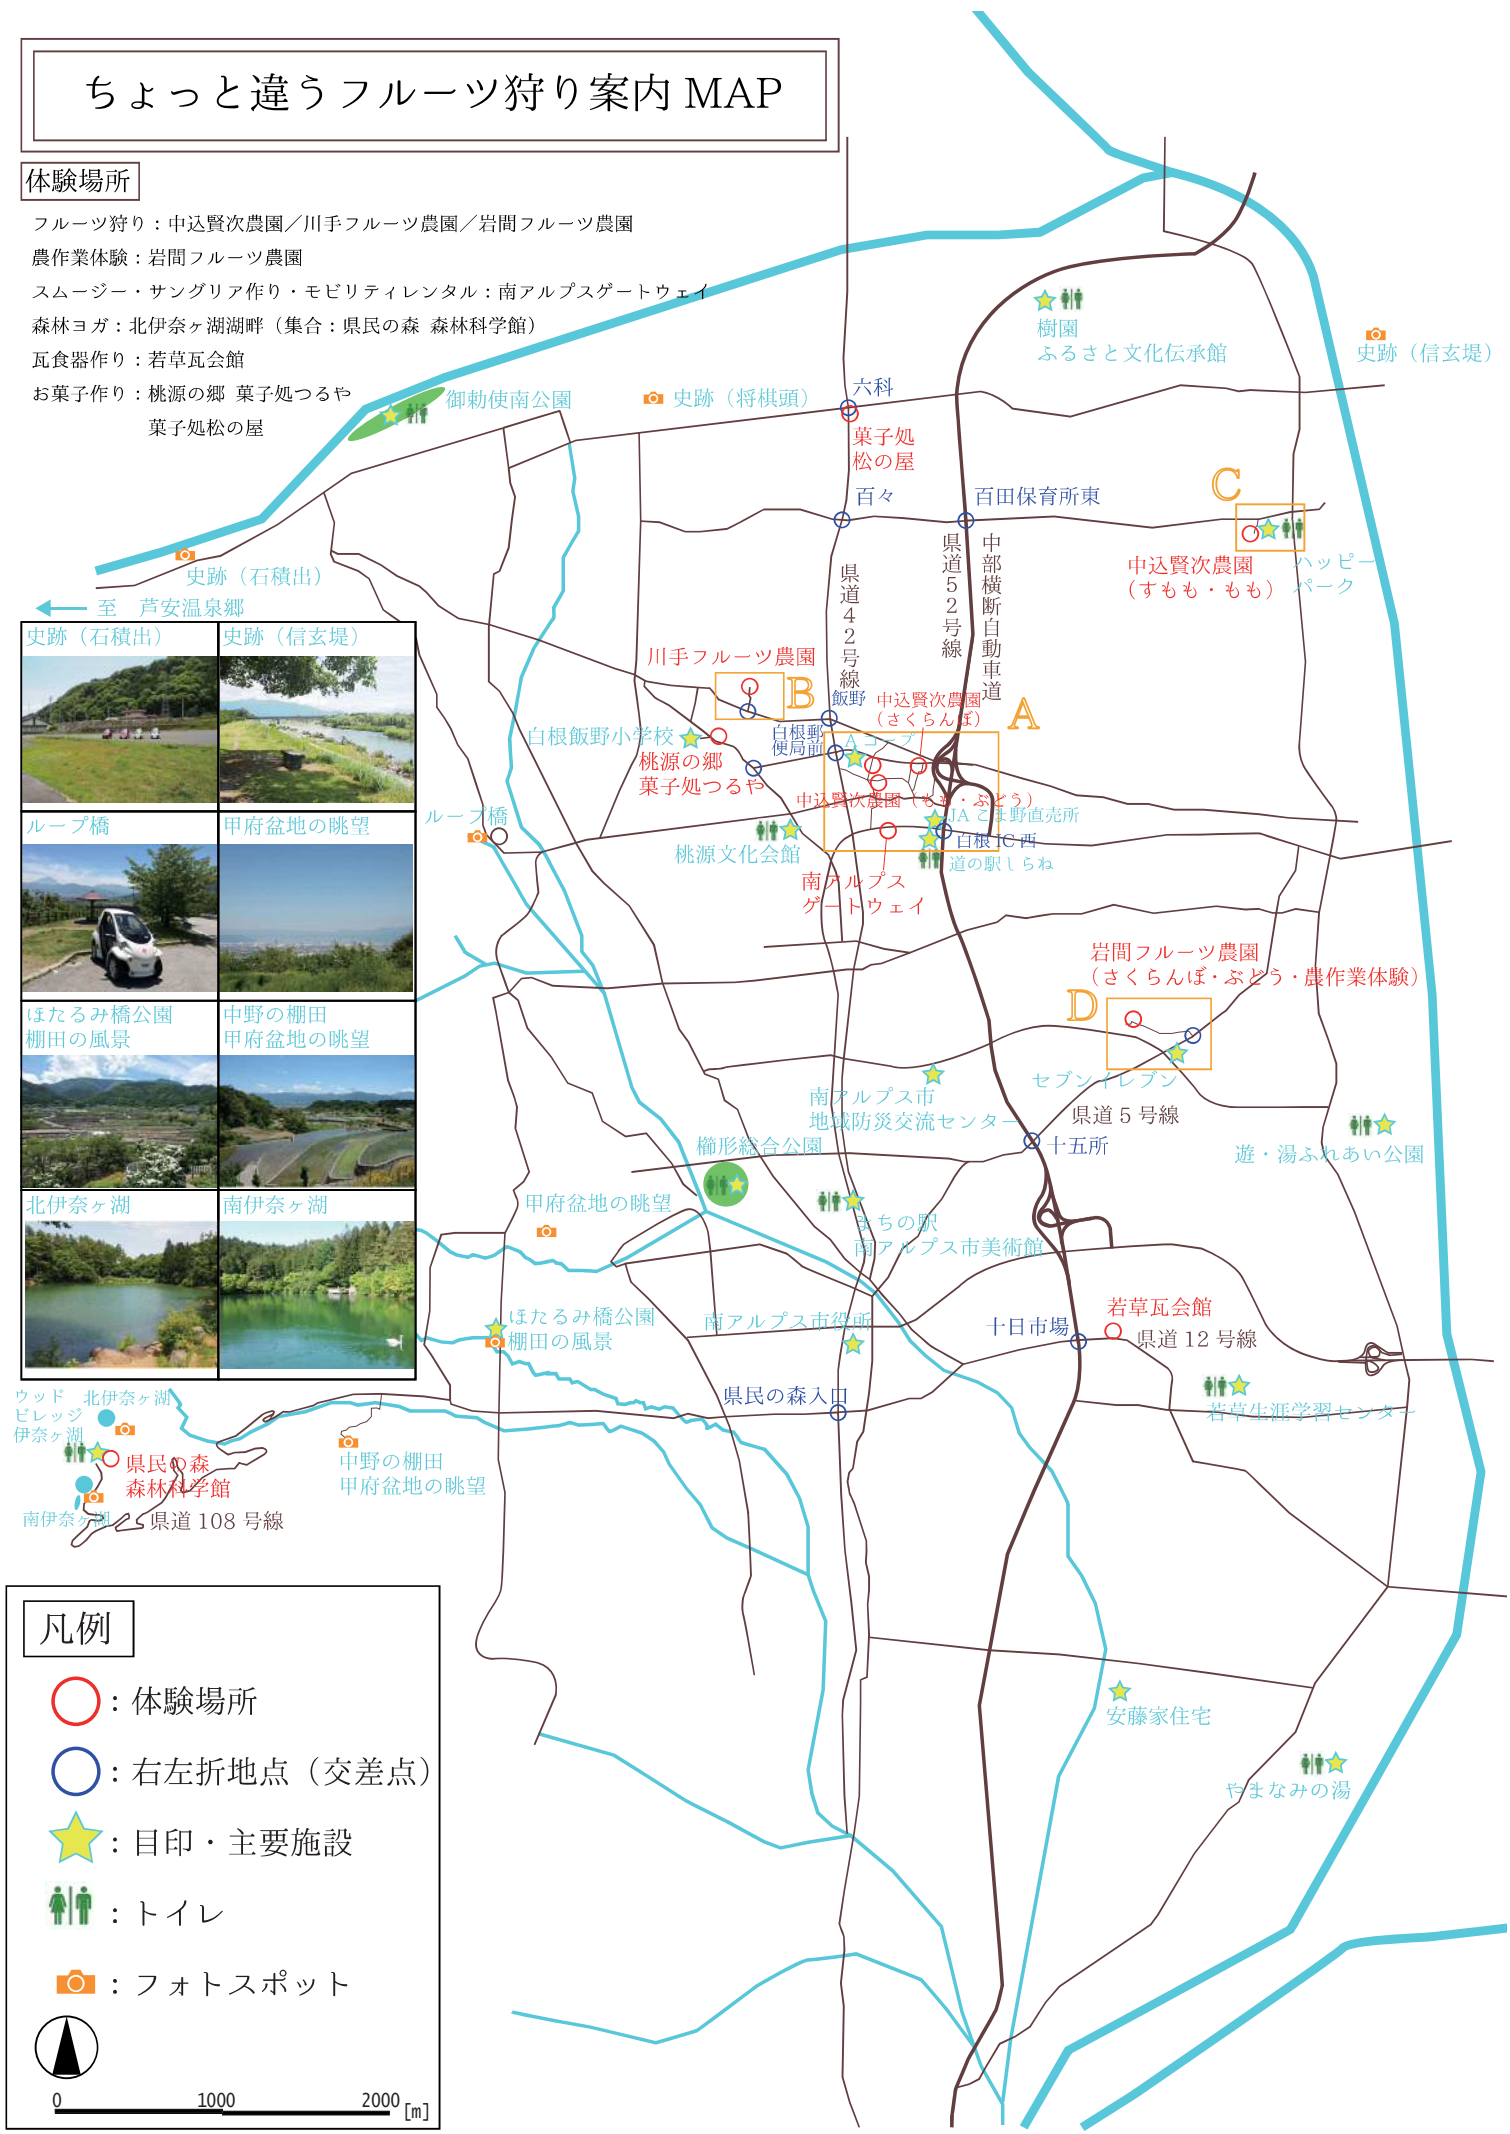 ちょっと違うフルーツ狩り案内 MAP
体験場所
フルーツ狩り：中込賢次農園／川手フルーツ農園／岩間フルーツ農園
農作業体験：岩間フルーツ農園
スムージー・サングリア作り・モビリティレンタル：南アルプスゲートウェイ
森林ヨガ：北伊奈ヶ湖湖畔（集合：県民の森 森林科学館）
瓦食器作り：若草瓦会館
お菓子作り：桃源の郷 菓子処つるや
菓子処松の屋
樹園
ふるさと文化伝承館
史跡（信玄堤）
御勅使南公園
史跡（将棋頭）
六科
菓子処
松の屋
百々
百田保育所東
C
中込賢次農園
（すもも・もも）
ハッピー
パーク
県道４２号線
県道５２号線
中部横断自動車道
史跡（石積出）
至　芦安温泉郷
史跡（石積出）
史跡（信玄堤）
ループ橋
甲府盆地の眺望
ほたるみ橋公園
棚田の風景
中野の棚田
甲府盆地の眺望
北伊奈ヶ湖
南伊奈ヶ湖
川手フルーツ農園
B
飯野
中込賢次農園
（さくらんぼ）
A
白根飯野小学校
白根郵
便局前
Aコープ
桃源の郷
菓子処つるや
中込賢次農園（もも・ぶどう）
ループ橋
JAこま野直売所
白根IC西
道の駅しらね
桃源文化会館
南アルプス
ゲートウェイ
岩間フルーツ農園
（さくらんぼ・ぶどう・農作業体験）
D
セブンイレブン
県道 5 号線
南アルプス市
地域防災交流センター
十五所
遊・湯ふれあい公園
櫛形総合公園
甲府盆地の眺望
まちの駅
南アルプス市美術館
ほたるみ橋公園
棚田の風景
南アルプス市役所
十日市場
若草瓦会館
県道 12 号線
県民の森入口
若草生涯学習センター
ウッド
ビレッジ
伊奈ヶ湖
北伊奈ヶ湖
県民の森
森林科学館
南伊奈ヶ湖
県道 108 号線
中野の棚田
甲府盆地の眺望
安藤家住宅
やまなみの湯
凡例
：体験場所
：右左折地点（交差点）
：目印・主要施設
：トイレ
：フォトスポット
0 1000 2000 [m]